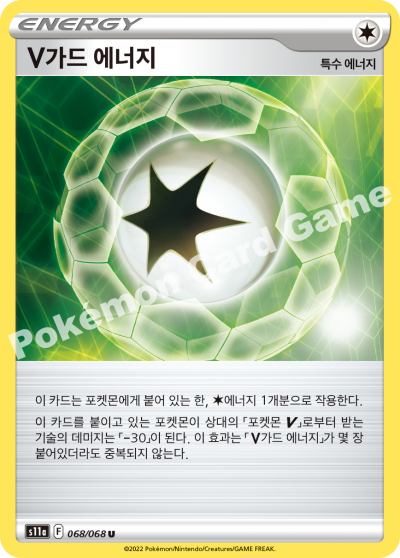 ENERGY
V가드 에너지
특수 에너지
Pokémon Card Game
이 카드는 포켓몬에게 붙어 있는 한, 에너지 1개분으로 작용한다.
이 카드를 붙이고 있는 포켓몬이 상대의 「포켓몬 V」로부터 받는
기술의 데미지는 「-30」이 된다. 이 효과는 「V가드 에너지」가 몇 장
붙어있더라도 중복되지 않는다.
s11a F 068/068 U
©2022 Pokémon/Nintendo/Creatures/GAME FREAK.